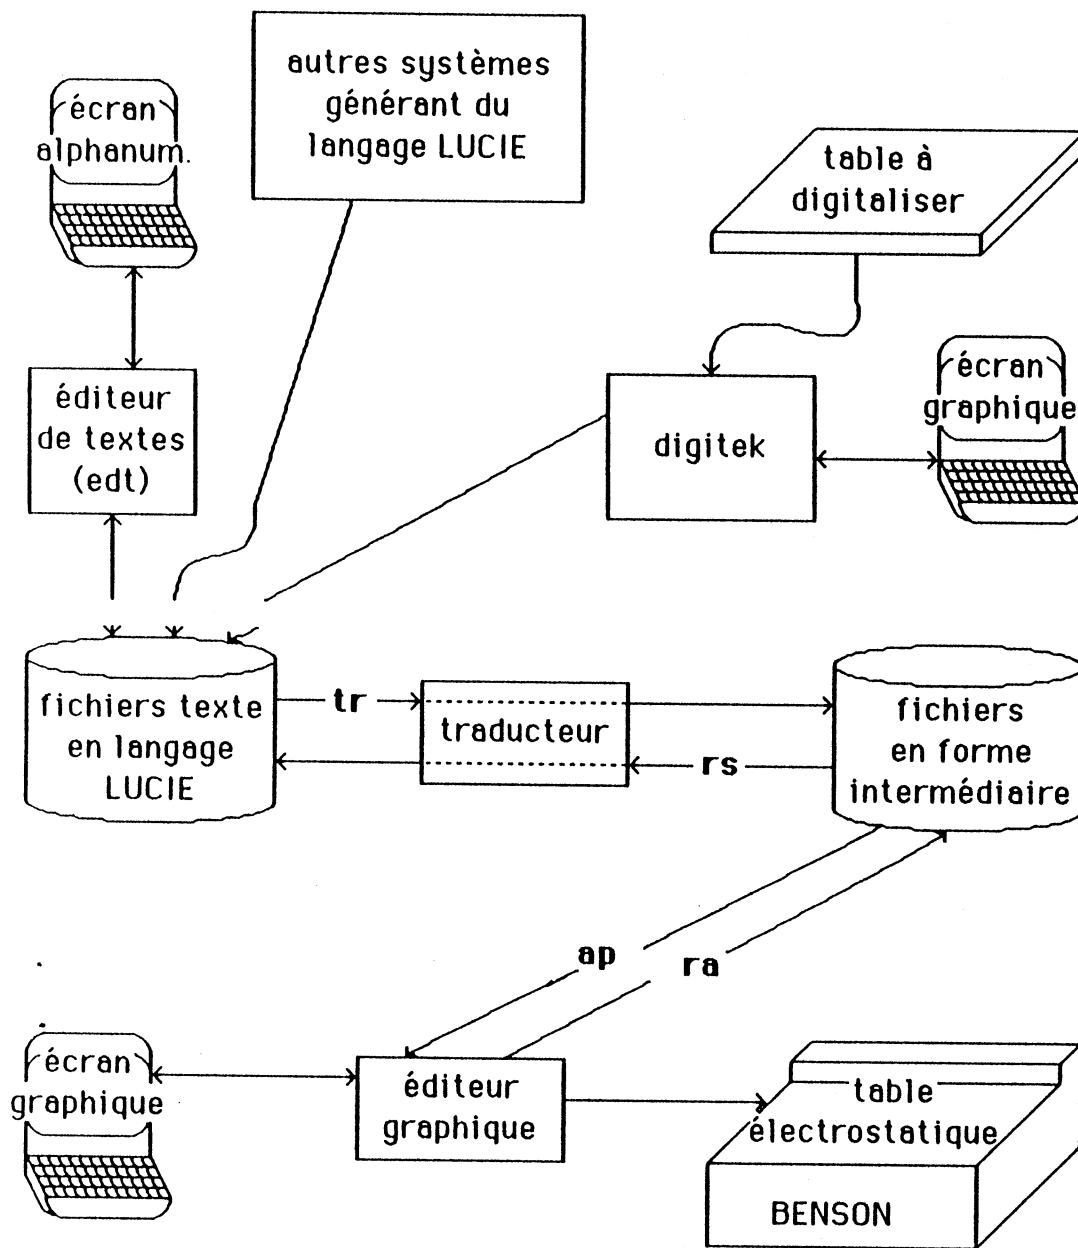 écran
alphanum.
autres systèmes
générant du
langage LUCIE
table à
digitaliser
éditeur
de textes
(edt)
digitek
écran
graphique
fichiers texte
en langage
LUCIE
tr
traducteur
rs
fichiers
en forme
intermédiaire
ap
ra
écran
graphique
éditeur
graphique
table
électrostatique
BENSON